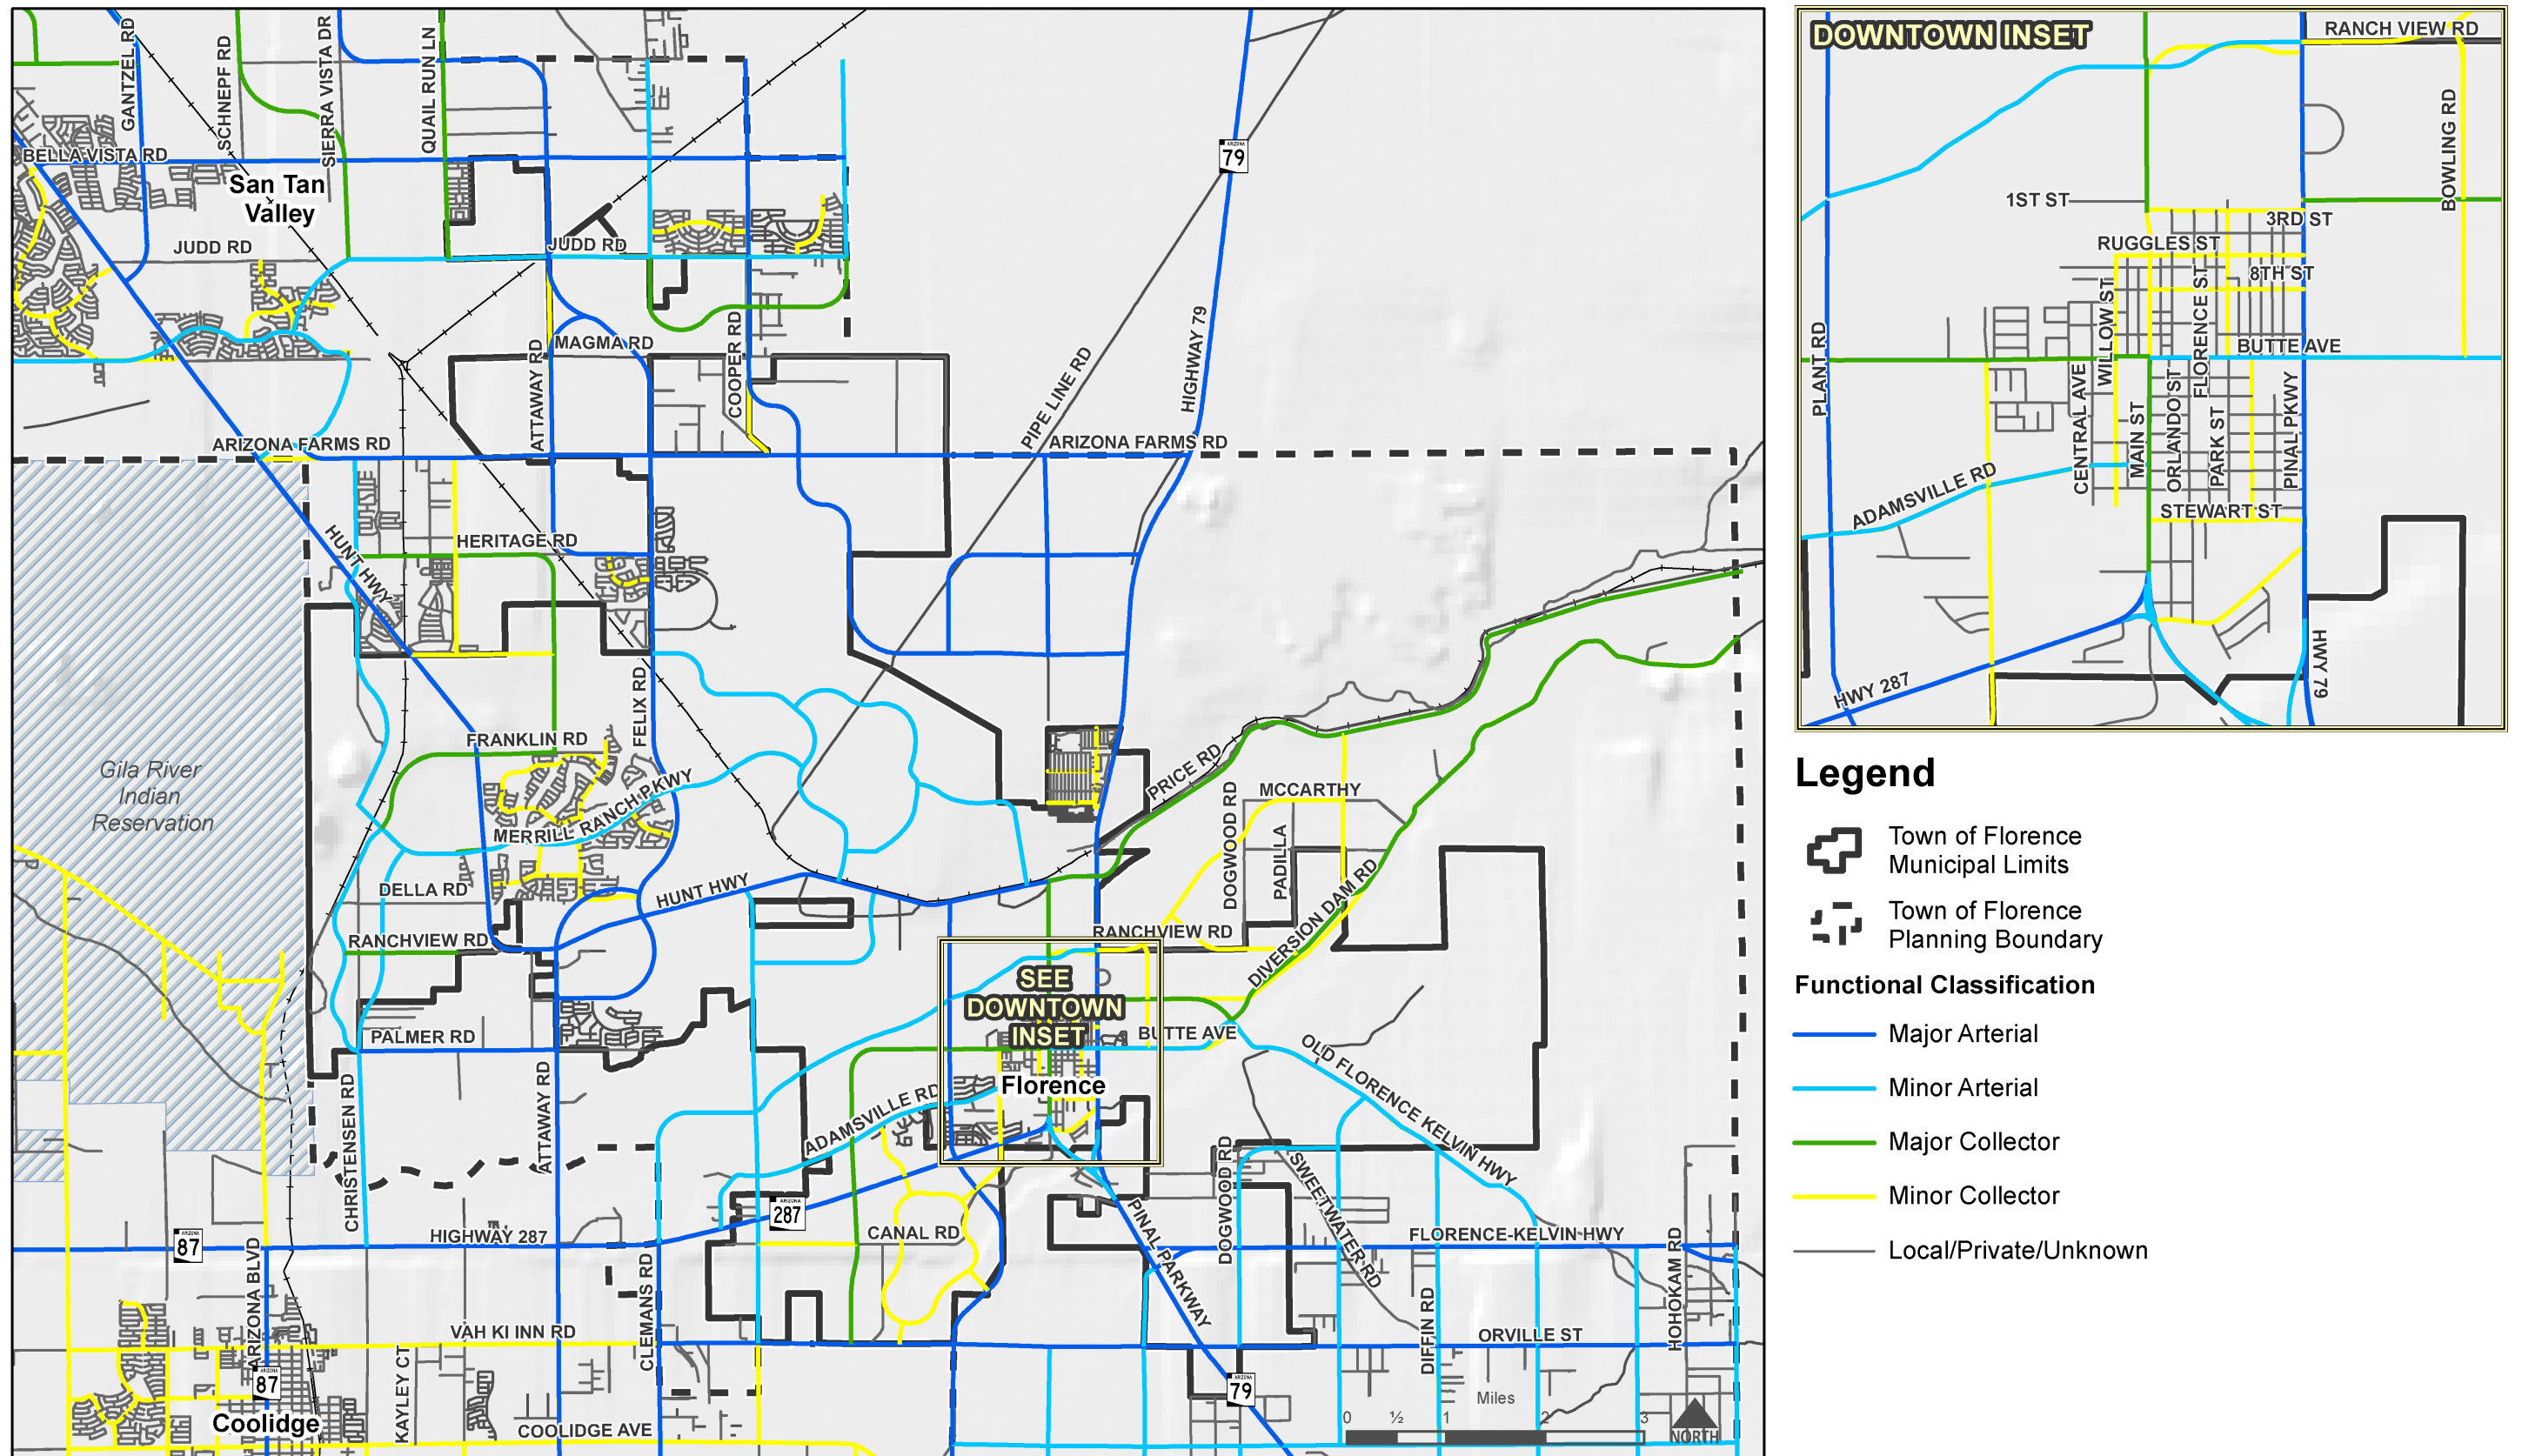 GANTZEL RD
SCHNEPF RD
SIERRA VISTA DR
QUAIL RUN LN
BELLA VISTA RD
San Tan
Valley
JUDD RD
JUDD RD
ARIZONA
79
MAGMA RD
ATTAWAY RD
COOPER RD
PIPE LINE RD
HIGHWAY 79
ARIZONA FARMS RD
ARIZONA FARMS RD
HUNT HWY
HERITAGE RD
FELIX RD
FRANKLIN RD
Gila River
Indian
Reservation
MERRILL RANCH PKWY
PRICE RD
DOGWOOD RD
MCCARTHY
PADILLA
DELLA RD
HUNT HWY
DIVERSION DAM RD
RANCHVIEW RD
RANCHVIEW RD
SEE
DOWNTOWN
INSET
PALMER RD
BUTTE AVE
OLD FLORENCE KELVIN HWY
Florence
CHRISTENSEN RD
ATTAWAY RD
ADAMSVILLE RD
DOGWOOD RD
SWEETWATER RD
ARIZONA
287
ARIZONA
87
HIGHWAY 287
CANAL RD
PINAL PARKWAY
FLORENCE-KELVIN HWY
HOHOKAM RD
ARIZONA BLVD
CLEMANS RD
DIFFIN RD
VAH KI INN RD
ORVILLE ST
KAYLEY CT
ARIZONA
87
ARIZONA
79
Coolidge
COOLIDGE AVE
Miles
0 ½ 1 2 3
NORTH
DOWNTOWN INSET
RANCH VIEW RD
BOWLING RD
1ST ST
3RD ST
RUGGLES ST
8TH ST
WILLOW ST
FLORENCE ST
PLANT RD
BUTTE AVE
CENTRAL AVE
MAIN ST
ORLANDO ST
PARK ST
PINAL PKWY
ADAMSVILLE RD
STEWART ST
HWY 287
HWY 79
Legend
Town of Florence
Municipal Limits
Town of Florence
Planning Boundary
Functional Classification
Major Arterial
Minor Arterial
Major Collector
Minor Collector
Local/Private/Unknown